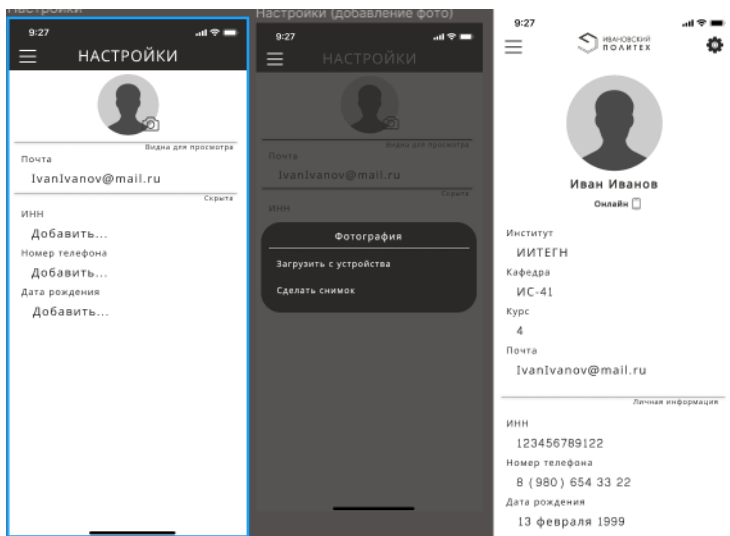 Настройки
9:27
НАСТРОЙКИ
Видна для просмотра
Почта
IvanIvanov@mail.ru
Скрыта
ИНН
Добавить...
Номер телефона
Добавить...
Дата рождения
Добавить...
Настройки (добавление фото)
9:27
НАСТРОЙКИ
Видна для просмотра
Почта
IvanIvanov@mail.ru
Скрыта
ИНН
Фотография
Загрузить с устройства
Сделать снимок
9:27
ИВАНОВСКИЙ
ПОЛИТЕХ
Иван Иванов
Онлайн
Институт
ИИТЕГН
Кафедра
ИС-41
Курс
4
Почта
IvanIvanov@mail.ru
Личная информация
ИНН
123456789122
Номер телефона
8 (980) 654 33 22
Дата рождения
13 февраля 1999